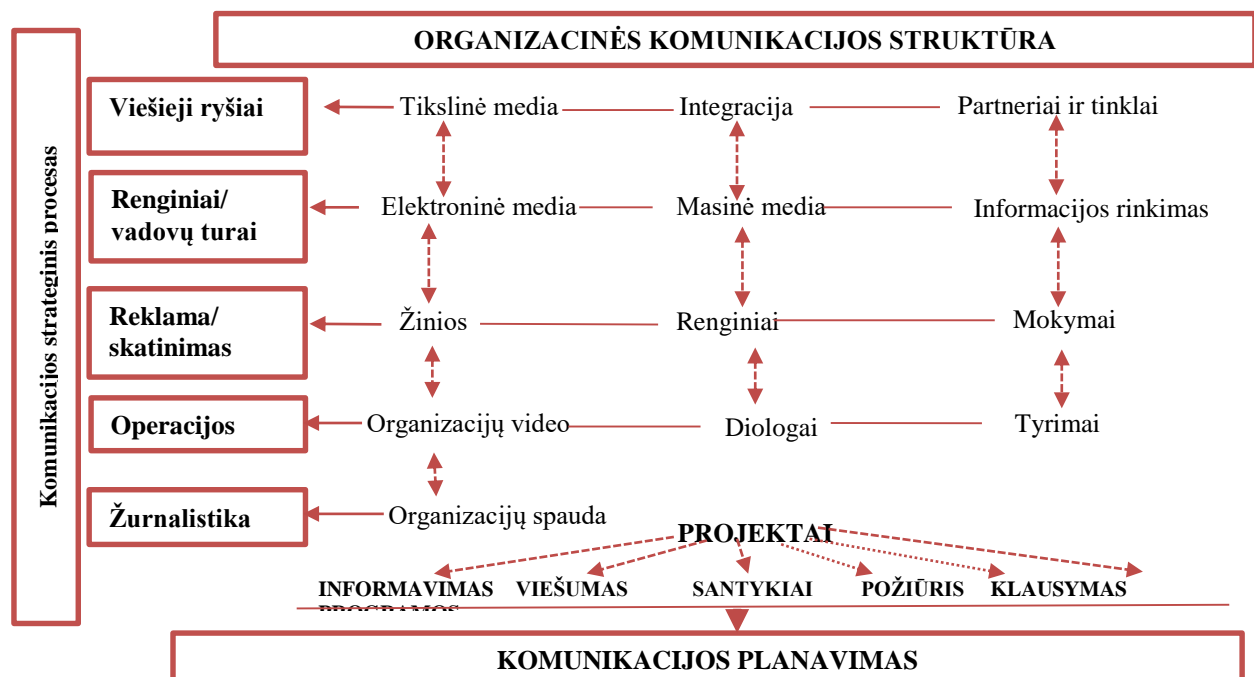 ORGANIZACINĖS KOMUNIKACIJOS STRUKTŪRA
Komunikacijos strateginis procesas
Viešieji ryšiai
Tikslinė media
Integracija
Partneriai ir tinklai
Renginiai/
vadovų turai
Elektroninė media
Masinė media
Informacijos rinkimas
Reklama/
skatinimas
Žinios
Renginiai
Mokymai
Operacijos
Organizacijų video
Diologai
Tyrimai
Žurnalistika
Organizacijų spauda
PROJEKTAI
INFORMAVIMAS
VIEŠUMAS
SANTYKIAI
POŽIŪRIS
KLAUSYMAS
PROGRAMOS
KOMUNIKACIJOS PLANAVIMAS